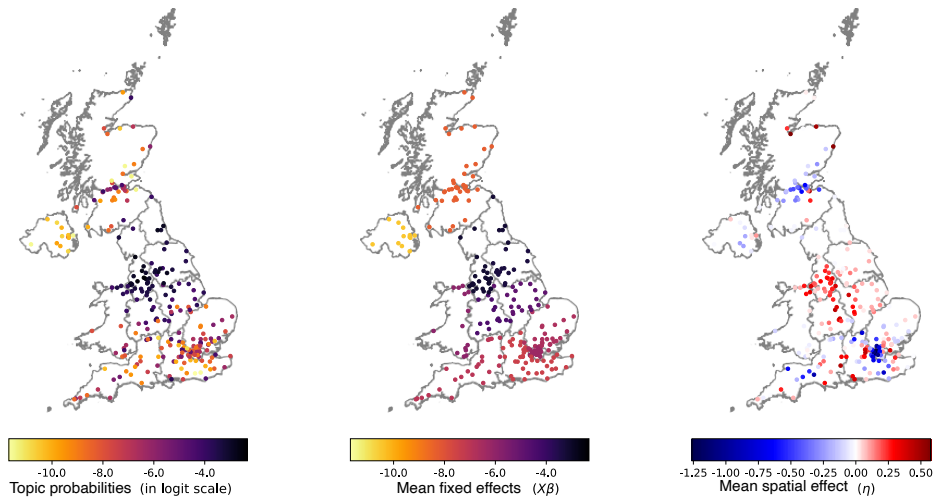 -10.0 -8.0 -6.0 -4.0
Topic probabilities (in logit scale)
-10.0 -8.0 -6.0 -4.0
Mean fixed effects (Xβ)
-1.25 -1.00 -0.75 -0.50 -0.25 0.00 0.25 0.50
Mean spatial effect (η)